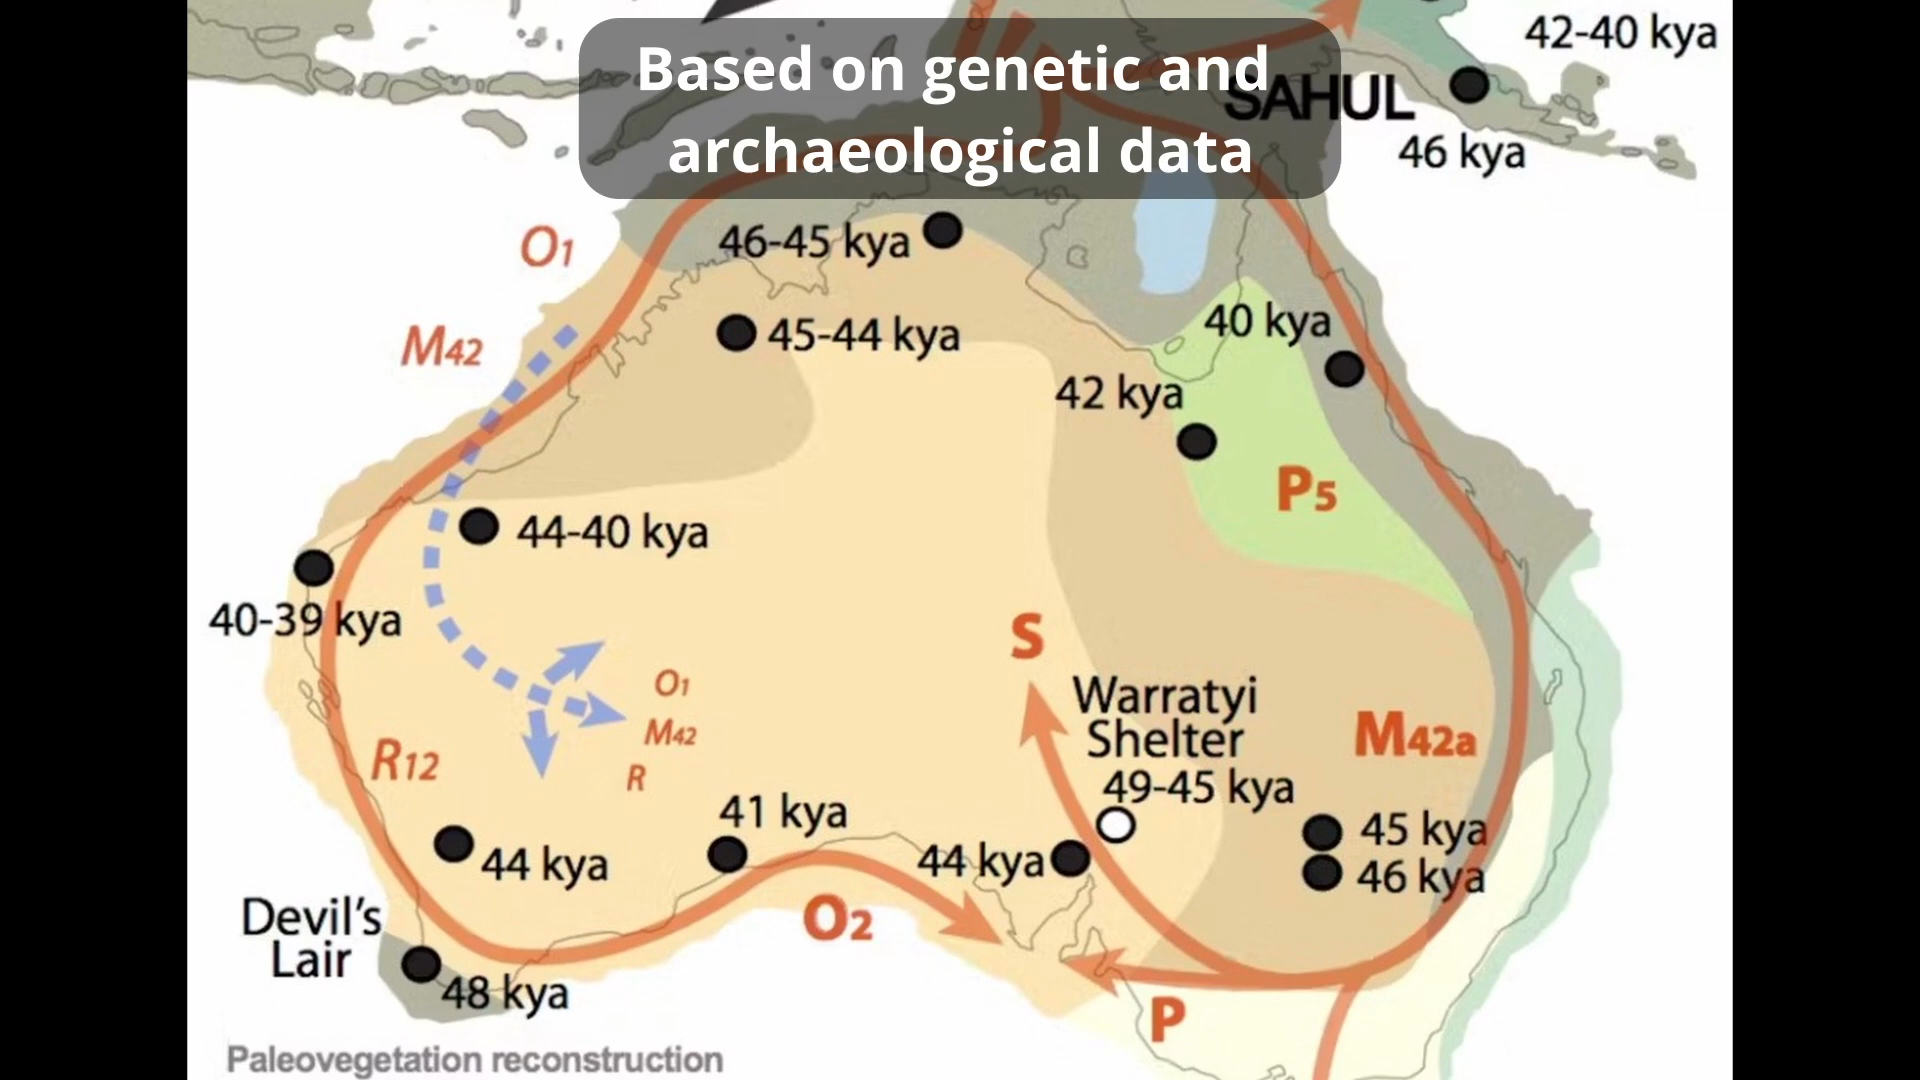 Based on genetic and
archaeological data
42-40 kya
SAHUL
46 kya
O1
46-45 kya
M42
45-44 kya
40 kya
42 kya
P5
44-40 kya
40-39 kya
S
O1
M42
R
R12
Warratyi
Shelter
49-45 kya
M42a
41 kya
45 kya
44 kya
44 kya
46 kya
Devil's
Lair
O2
48 kya
P
Paleovegetation reconstruction